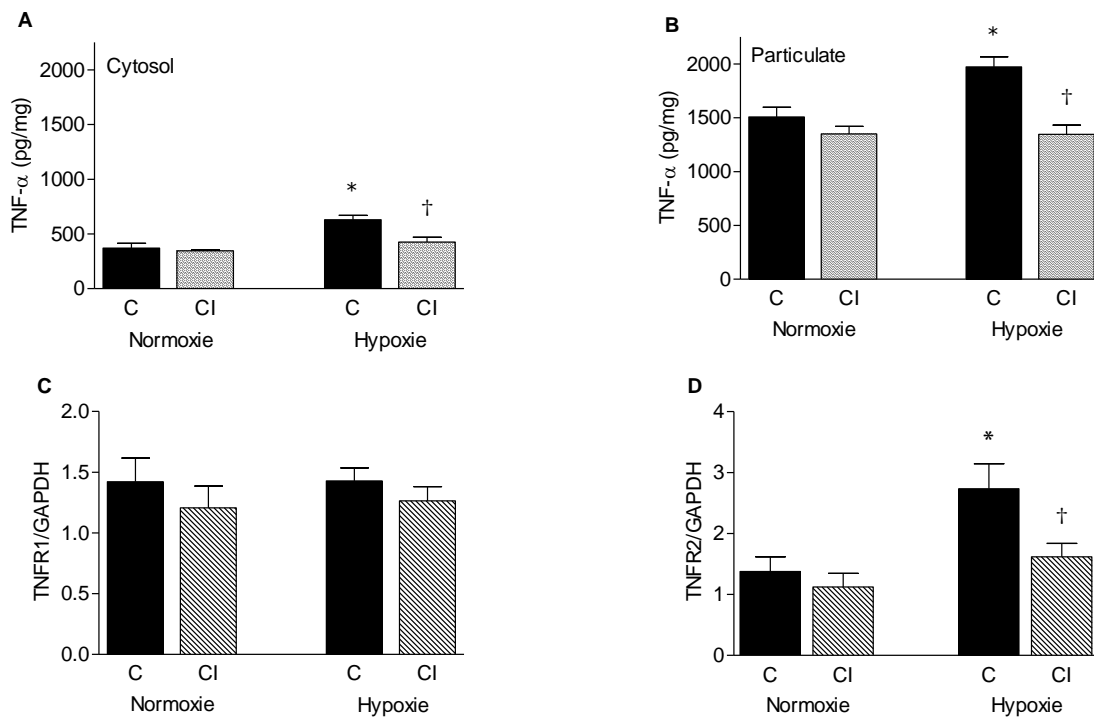 A
Cytosol
TNF-α (pg/mg)
2000
1500
1000
500
0
*
†
C CI C CI
Normoxie Hypoxie
B
Particulate
TNF-α (pg/mg)
2000
1500
1000
500
0
*
†
C CI C CI
Normoxie Hypoxie
C
TNFR1/GAPDH
2.0
1.5
1.0
0.5
0.0
C CI C CI
Normoxie Hypoxie
D
TNFR2/GAPDH
4
3
2
1
0
*
†
C CI C CI
Normoxie Hypoxie